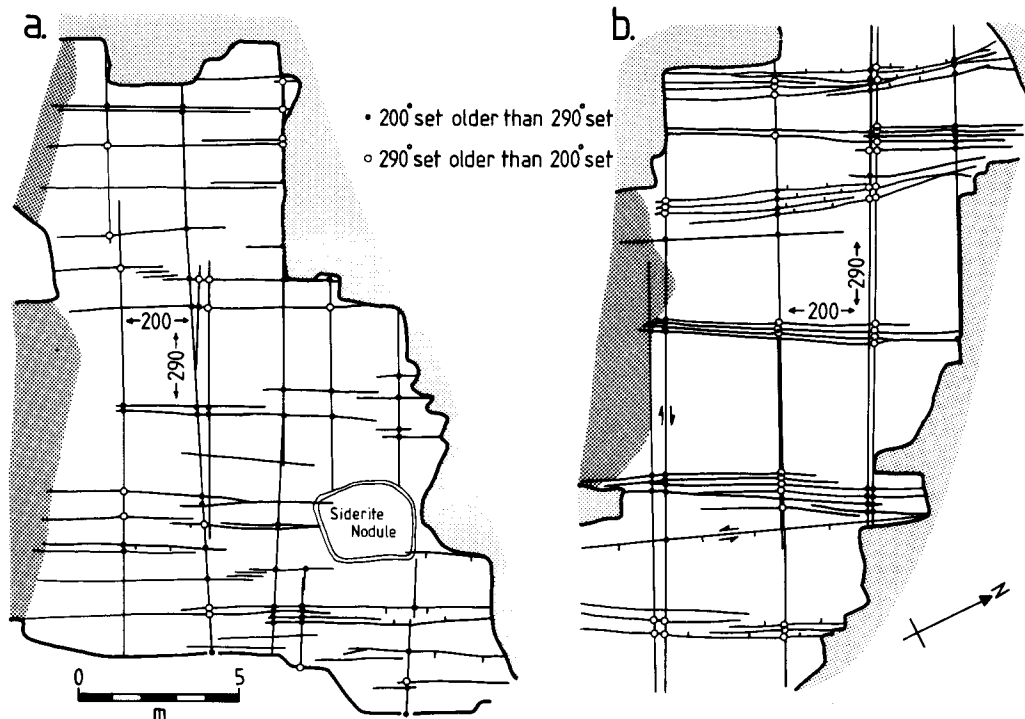 a.
b.
• 200° set older than 290° set
○ 290° set older than 200° set
←200→
←290→
←290→
←200→
Siderite
Nodule
N
0 5
m